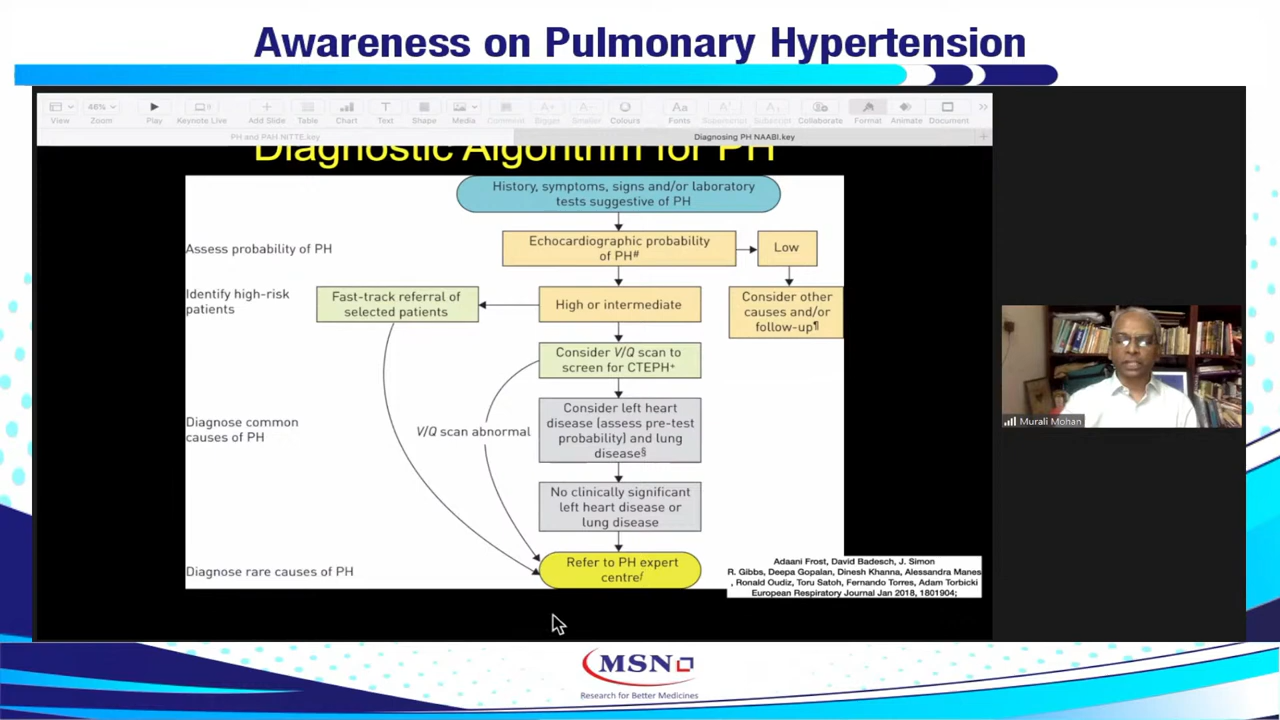 Awareness on Pulmonary Hypertension
46%
View
Zoom
Play
Keynote Live
Add Slide
Table
Chart
Text
Shape
Media
Comment
Bigger
Smaller
Colours
Fonts
Superscript
Subscript
Collaborate
Format
Animate
Document
PH and PAH NITTE.key
Diagnosing PH NAABI.key
Diagnostic Algorithm for PH
History, symptoms, signs and/or laboratory
tests suggestive of PH
Assess probability of PH
Echocardiographic probability
of PH#
Low
Identify high-risk
patients
Fast-track referral of
selected patients
High or intermediate
Consider other
causes and/or
follow-up¶
Consider V/Q scan to
screen for CTEPH+
Diagnose common
causes of PH
V/Q scan abnormal
Consider left heart
disease (assess pre-test
probability) and lung
disease§
No clinically significant
left heart disease or
lung disease
Diagnose rare causes of PH
Refer to PH expert
centreƒ
Adaani Frost, David Badesch, J. Simon
R. Gibbs, Deepa Gopalan, Dinesh Khanna, Alessandra Manes
, Ronald Oudiz, Toru Satoh, Fernando Torres, Adam Torbicki
European Respiratory Journal Jan 2018, 1801904;
Murali Mohan
MSN
Research for Better Medicines